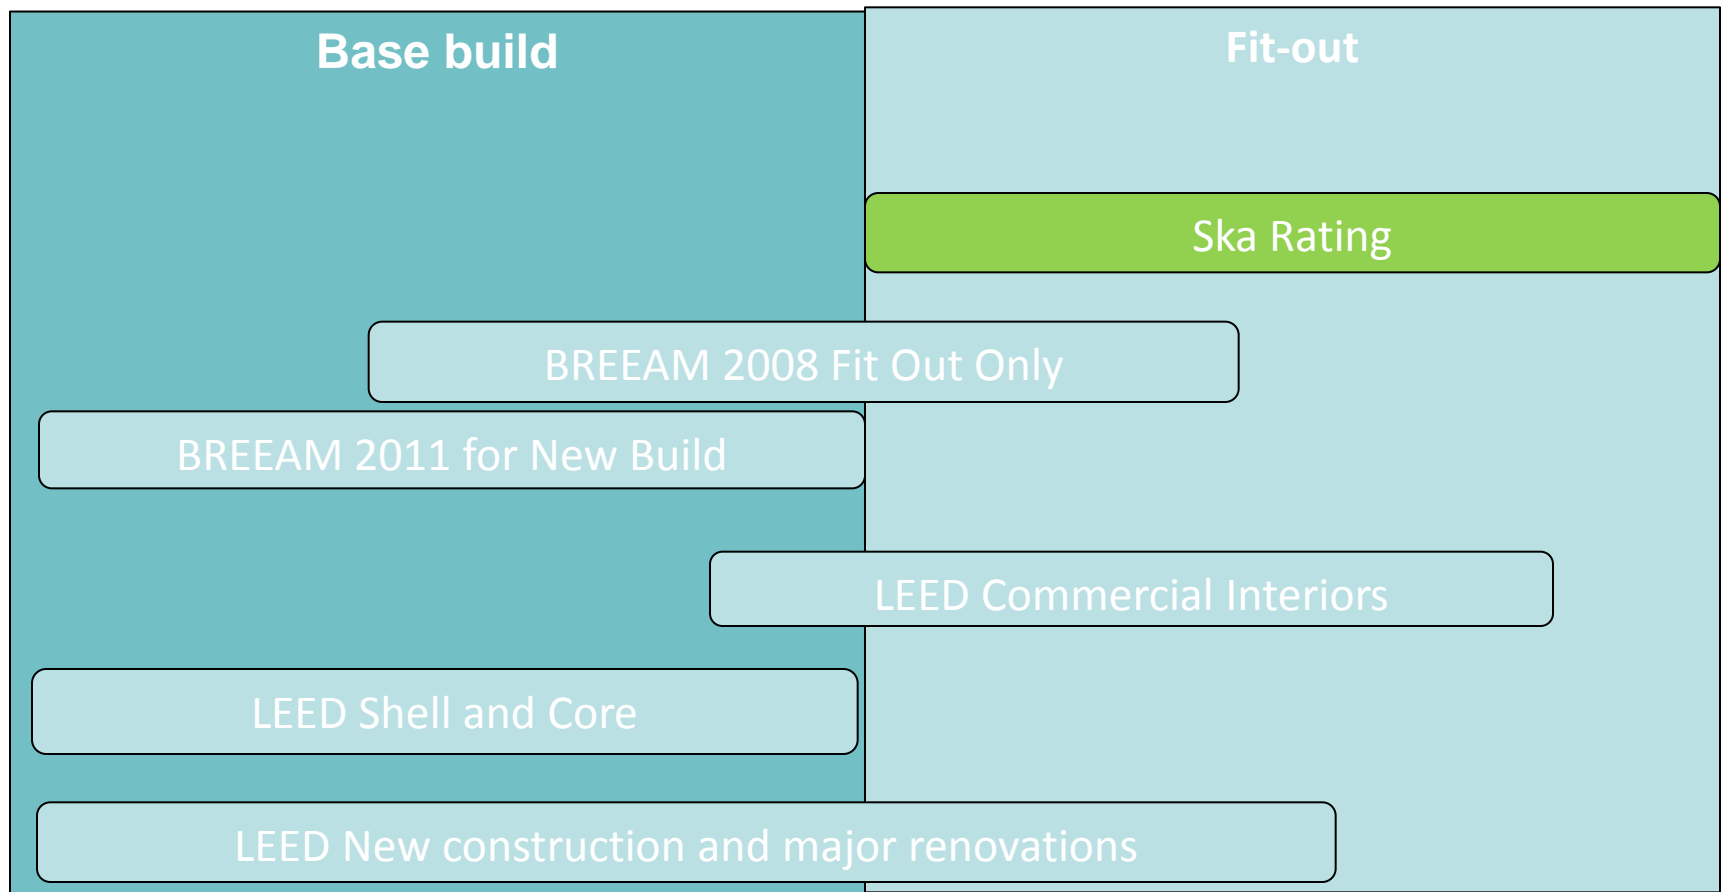 Base build
Fit-out
Ska Rating
BREEAM 2008 Fit Out Only
BREEAM 2011 for New Build
LEED Commercial Interiors
LEED Shell and Core
LEED New construction and major renovations